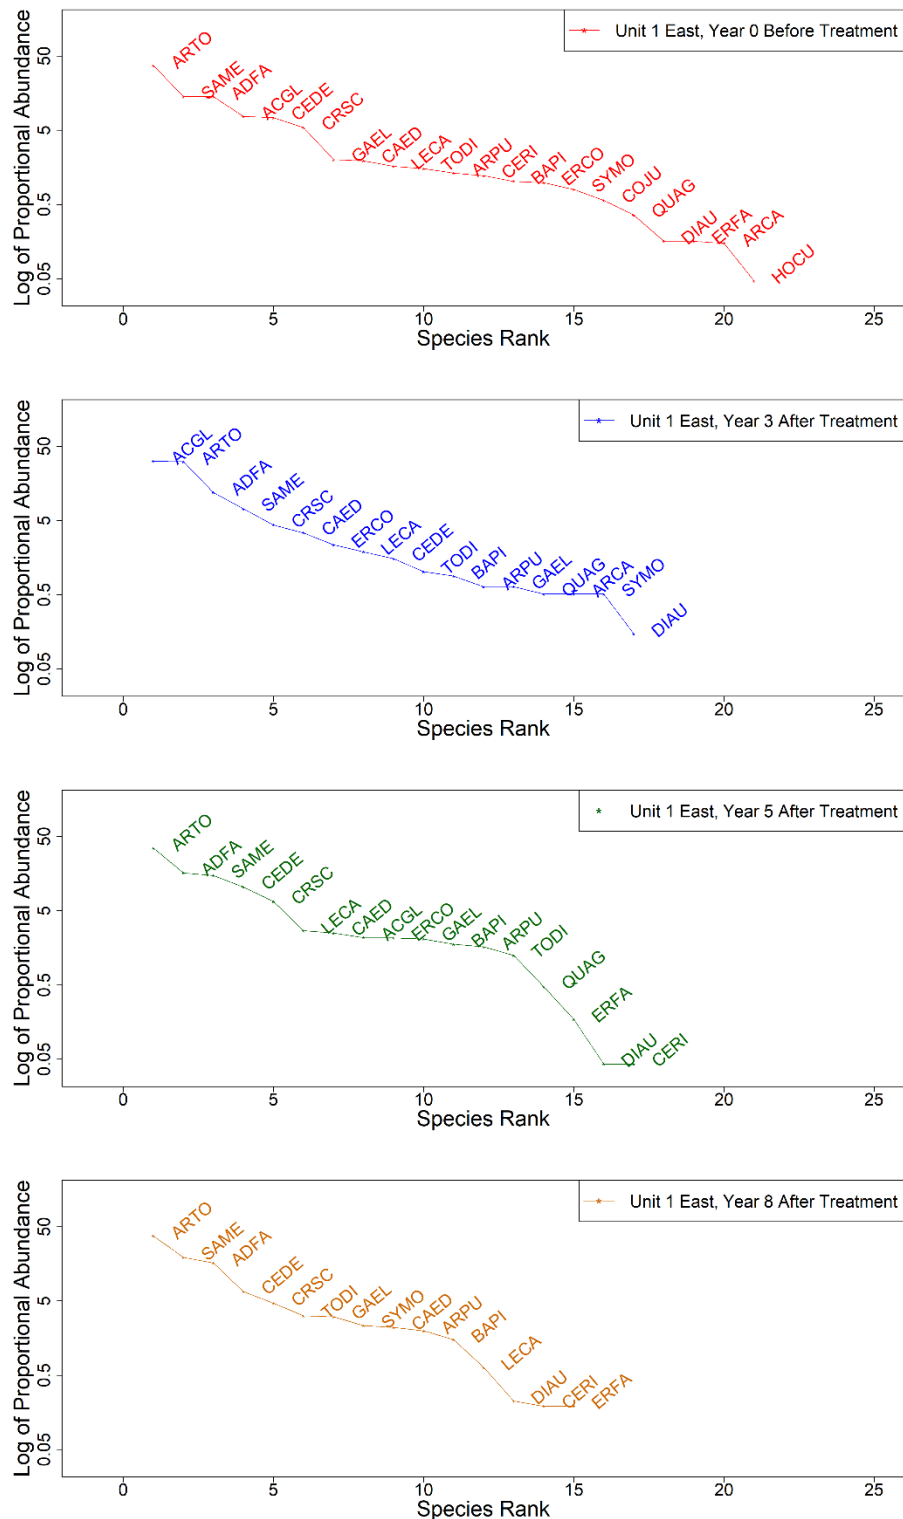 Unit 1 East, Year 0 Before Treatment
Log of Proportional Abundance
50
5
0.5
0.05
ARTO
SAME
ADFA
ACGL
CEDE
CRSC
GAEL
CAED
LECA
TODI
ARPU
CERI
BAPI
ERCO
SYMO
COJU
QUAG
DIAU
ERFA
ARCA
HOCU
0 5 10 15 20 25
Species Rank
Unit 1 East, Year 3 After Treatment
Log of Proportional Abundance
50
5
0.5
0.05
ACGL
ARTO
ADFA
SAME
CRSC
CAED
ERCO
LECA
CEDE
TODI
BAPI
ARPU
GAEL
QUAG
ARCA
SYMO
DIAU
0 5 10 15 20 25
Species Rank
Unit 1 East, Year 5 After Treatment
Log of Proportional Abundance
50
5
0.5
0.05
ARTO
ADFA
SAME
CEDE
CRSC
LECA
CAED
ACGL
ERCO
GAEL
BAPI
ARPU
TODI
QUAG
ERFA
DIAU
CERI
0 5 10 15 20 25
Species Rank
Unit 1 East, Year 8 After Treatment
Log of Proportional Abundance
50
5
0.5
0.05
ARTO
SAME
ADFA
CEDE
CRSC
TODI
GAEL
SYMO
CAED
ARPU
BAPI
LECA
DIAU
CERI
ERFA
0 5 10 15 20 25
Species Rank